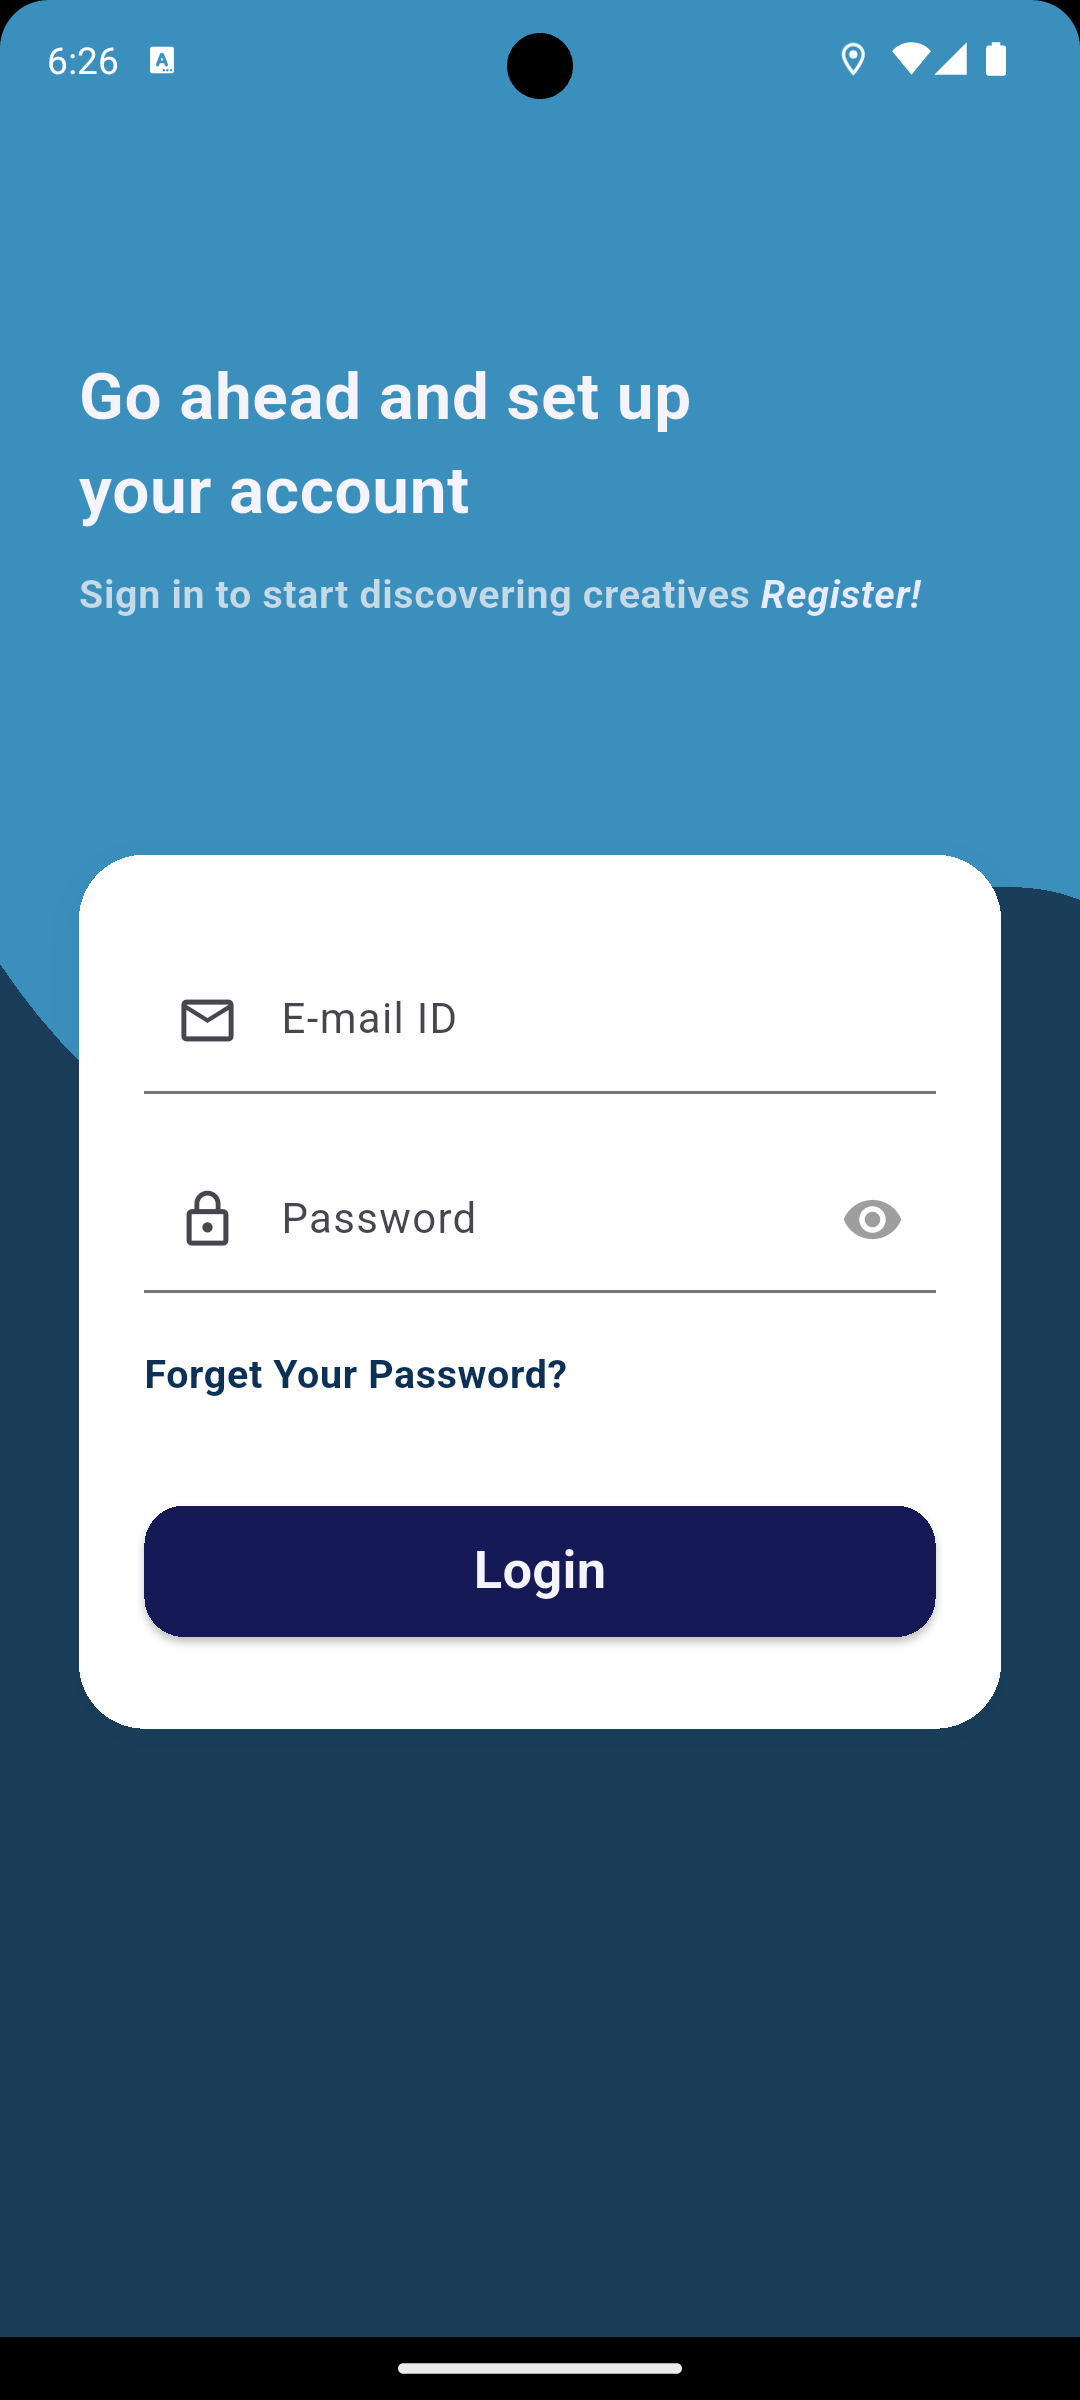 6:26
Go ahead and set up
your account
Sign in to start discovering creatives Register!
E-mail ID
Password
Forget Your Password?
Login